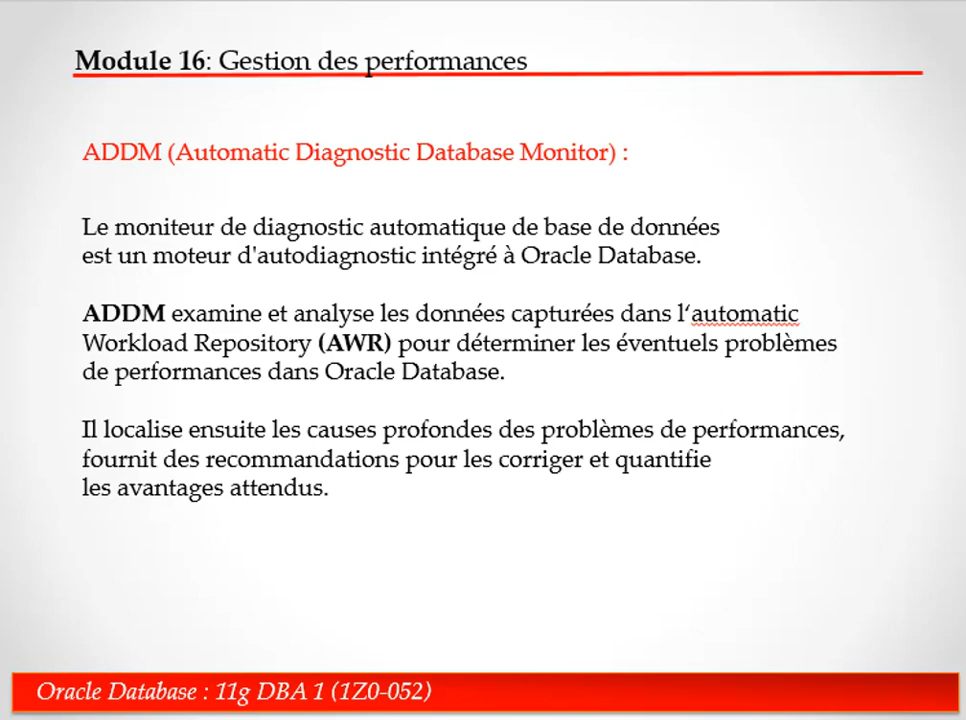 Module 16: Gestion des performances
ADDM (Automatic Diagnostic Database Monitor) :
Le moniteur de diagnostic automatique de base de données
est un moteur d'autodiagnostic intégré à Oracle Database.
ADDM examine et analyse les données capturées dans l‘automatic
Workload Repository (AWR) pour déterminer les éventuels problèmes
de performances dans Oracle Database.
Il localise ensuite les causes profondes des problèmes de performances,
fournit des recommandations pour les corriger et quantifie
les avantages attendus.
Oracle Database : 11g DBA 1 (1Z0-052)